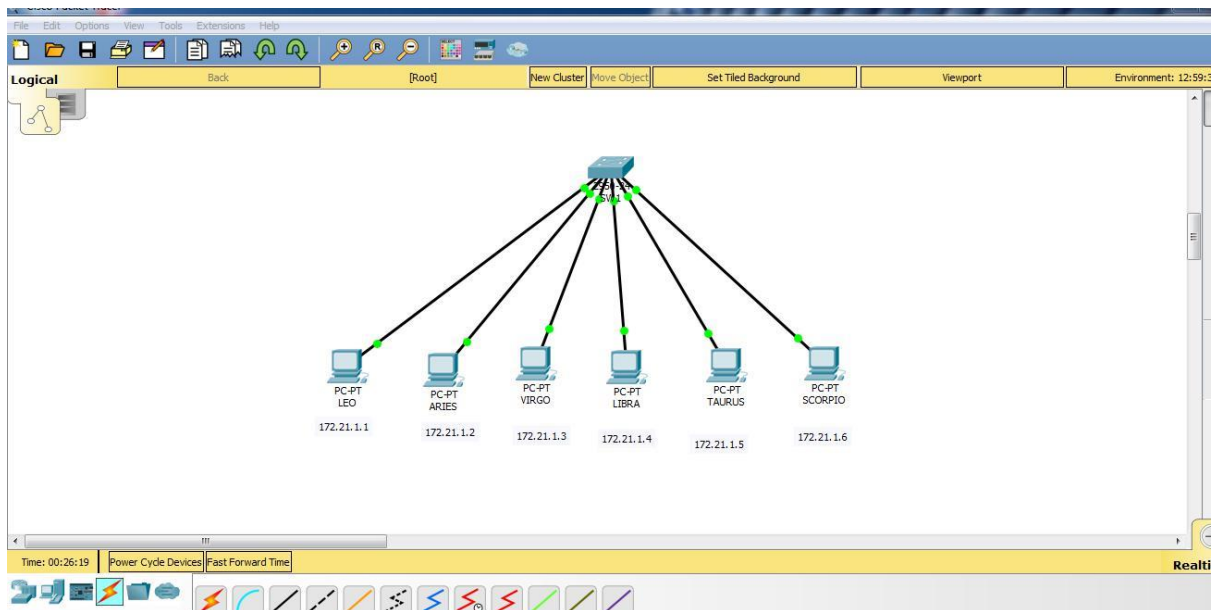 Cisco Packet Tracer
File Edit Options View Tools Extensions Help
Logical Back [Root] New Cluster Move Object Set Tiled Background Viewport Environment: 12:59:3
PC-PT
LEO
172.21.1.1
PC-PT
ARIES
172.21.1.2
PC-PT
VIRGO
172.21.1.3
PC-PT
LIBRA
172.21.1.4
PC-PT
TAURUS
172.21.1.5
PC-PT
SCORPIO
172.21.1.6
Time: 00:26:19 Power Cycle Devices Fast Forward Time Realti